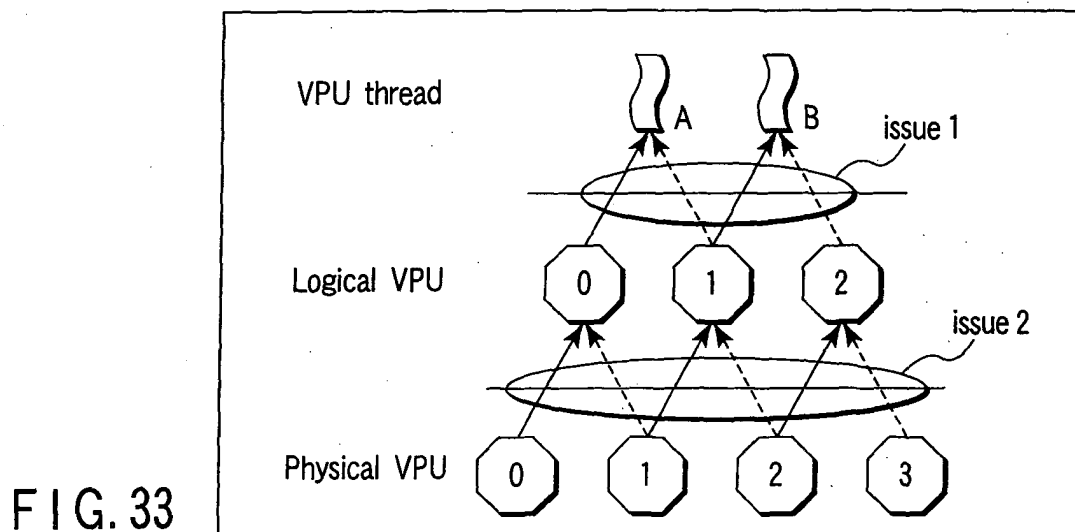 VPU thread
A
B
issue 1
Logical VPU
0
1
2
issue 2
Physical VPU
0
1
2
3
FIG. 33